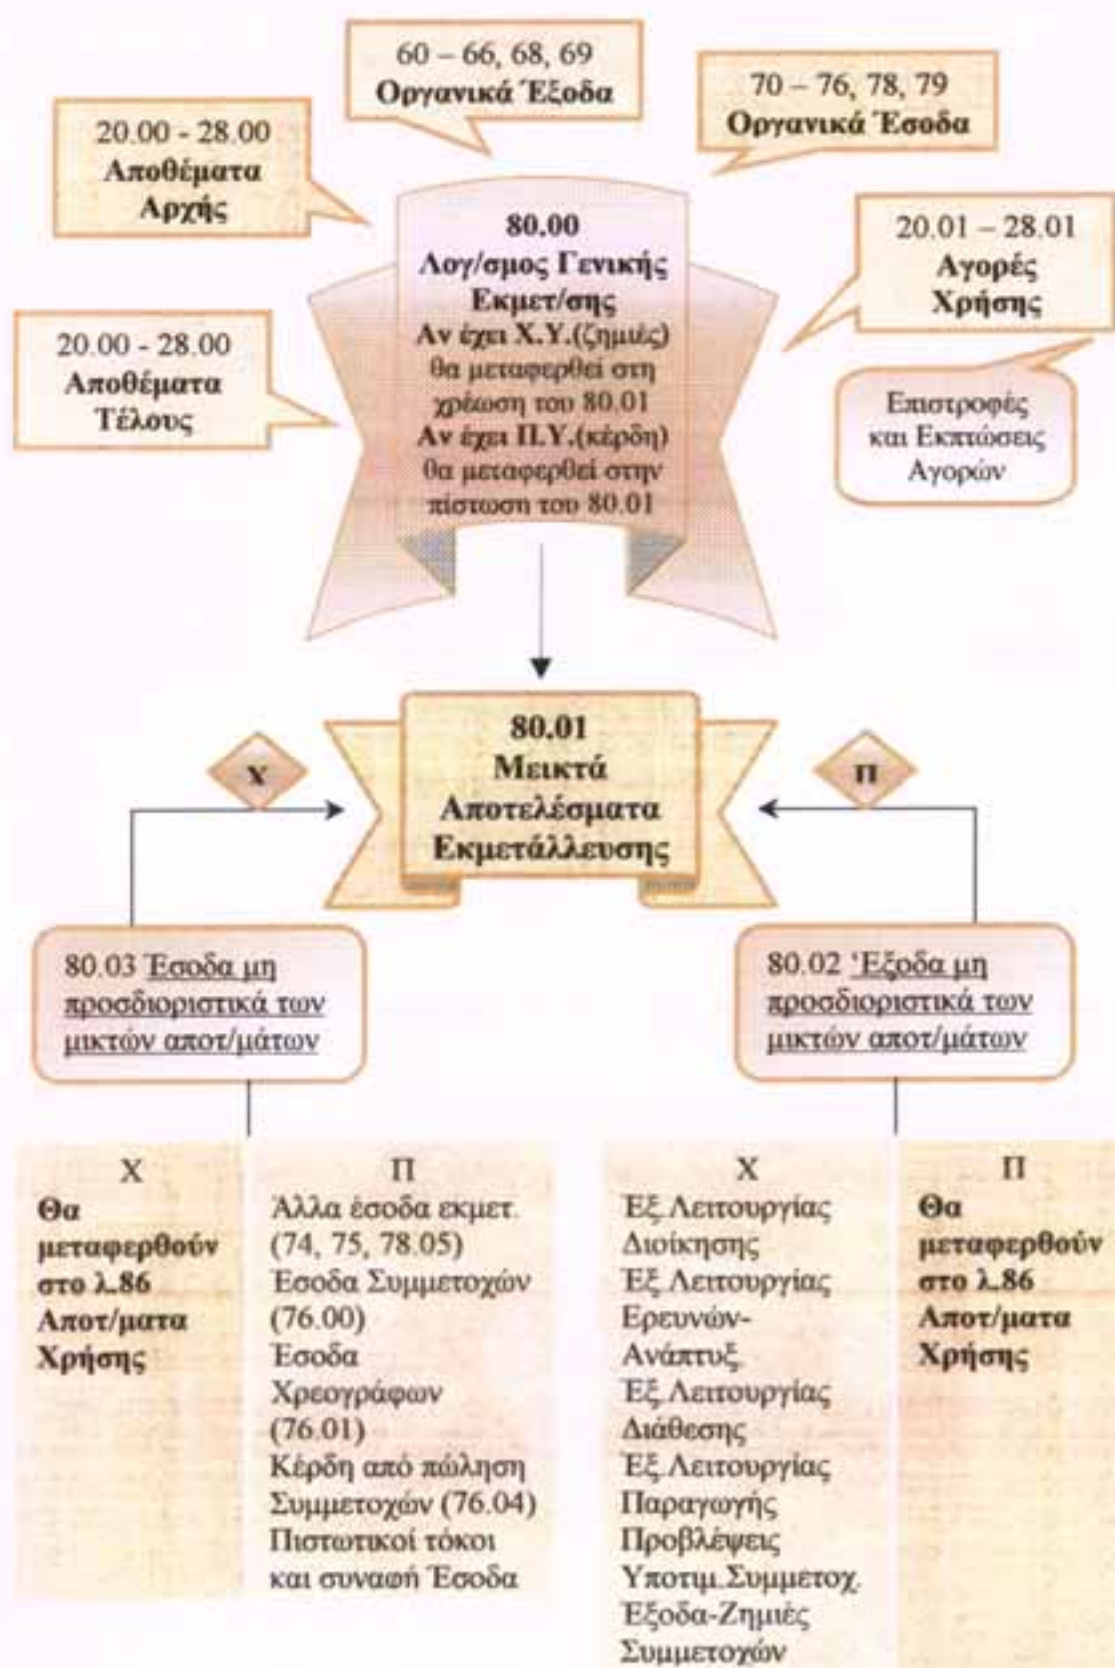 60 – 66, 68, 69
Οργανικά Έξοδα
70 – 76, 78, 79
Οργανικά Έσοδα
20.00 - 28.00
Αποθέματα
Αρχής
20.01 – 28.01
Αγορές
Χρήσης
80.00
Λογ/σμος Γενικής
Εκμετ/σης
Αν έχει Χ.Υ.(ζημιές)
θα μεταφερθεί στη
χρέωση του 80.01
Αν έχει Π.Υ.(κέρδη)
θα μεταφερθεί στην
πίστωση του 80.01
20.00 - 28.00
Αποθέματα
Τέλους
Επιστροφές
και Εκπτώσεις
Αγορών
80.01
Μεικτά
Αποτελέσματα
Εκμετάλλευσης
Χ
Π
80.03 Έσοδα μη
προσδιοριστικά των
μικτών αποτ/μάτων
80.02 'Εξοδα μη
προσδιοριστικά των
μικτών αποτ/μάτων
Χ
Θα
μεταφερθούν
στο λ.86
Αποτ/ματα
Χρήσης
Π
Άλλα έσοδα εκμετ.
(74, 75, 78.05)
Έσοδα Συμμετοχών
(76.00)
Έσοδα
Χρεογράφων
(76.01)
Κέρδη από πώληση
Συμμετοχών (76.04)
Πιστωτικοί τόκοι
και συναφή Έσοδα
Χ
Έξ.Λειτουργίας
Διοίκησης
Έξ.Λειτουργίας
Ερευνών-
Ανάπτυξ.
Έξ.Λειτουργίας
Διάθεσης
Έξ.Λειτουργίας
Παραγωγής
Προβλέψεις
Υποτιμ.Συμμετοχ.
Έξοδα-Ζημιές
Συμμετοχών
Π
Θα
μεταφερθούν
στο λ.86
Αποτ/ματα
Χρήσης